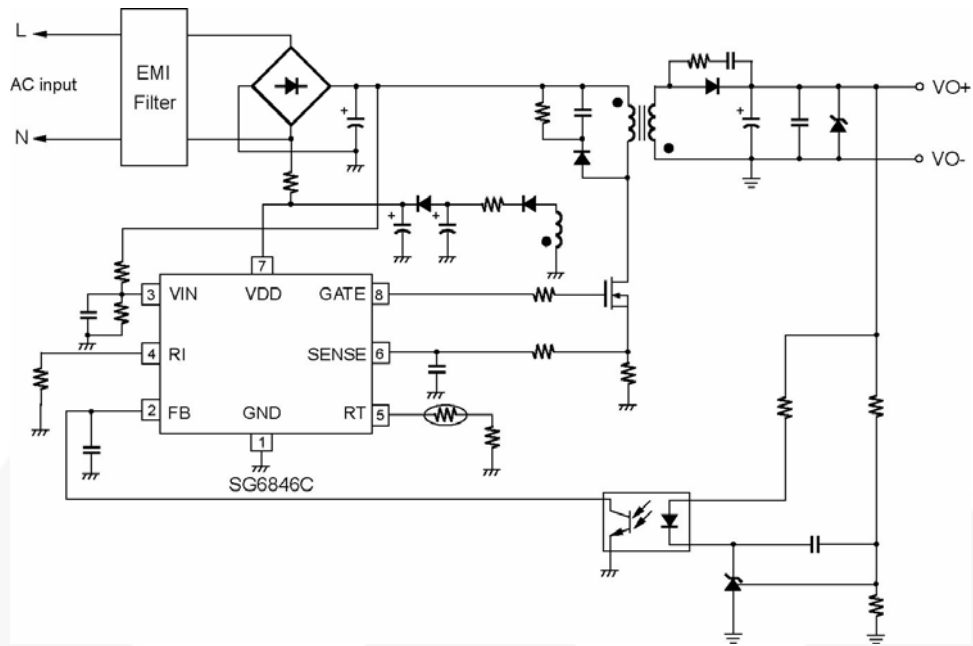 L
AC input
N
EMI
Filter
+
+
+
+
VO+
VO-
7
3 VIN VDD GATE 8
4 RI SENSE 6
2 FB GND RT 5
1
SG6846C